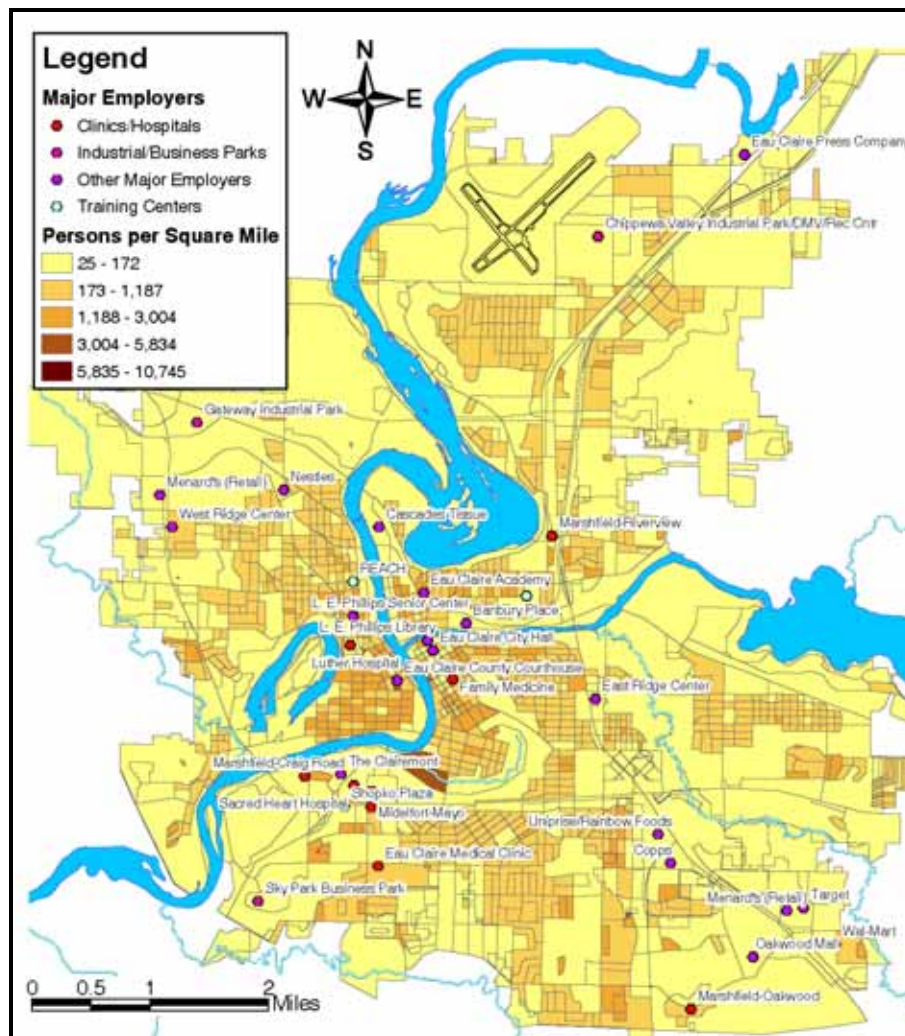 Legend
Major Employers
Clinics/Hospitals
Industrial/Business Parks
Other Major Employers
Training Centers
Persons per Square Mile
25 - 172
173 - 1,187
1,188 - 3,004
3,004 - 5,834
5,835 - 10,745
N
W E
S
Eau Claire Press Company
Chippewa Valley Industrial Park/DMV/Rec Cntr
Gateway Industrial Park
Menard's (Retail)
Nestles
West Ridge Center
Cascades Tissue
Marshfield-Riverview
REACH
Eau Claire Academy
L. E. Phillips Senior Center
Banbury Place
L. E. Phillips Library
Eau Claire City Hall
Luther Hospital
Eau Claire County Courthouse
Family Medicine
East Ridge Center
Marshfield-Craig Road
The Clairemont
Shopko Plaza
Sacred Heart Hospital
Midelfort-Mayo
Uniprise/Rainbow Foods
Copps
Eau Claire Medical Clinic
Sky Park Business Park
Menard's (Retail)
Target
Wal-Mart
Oakwood Mall
Marshfield-Oakwood
0 0.5 1 2
Miles